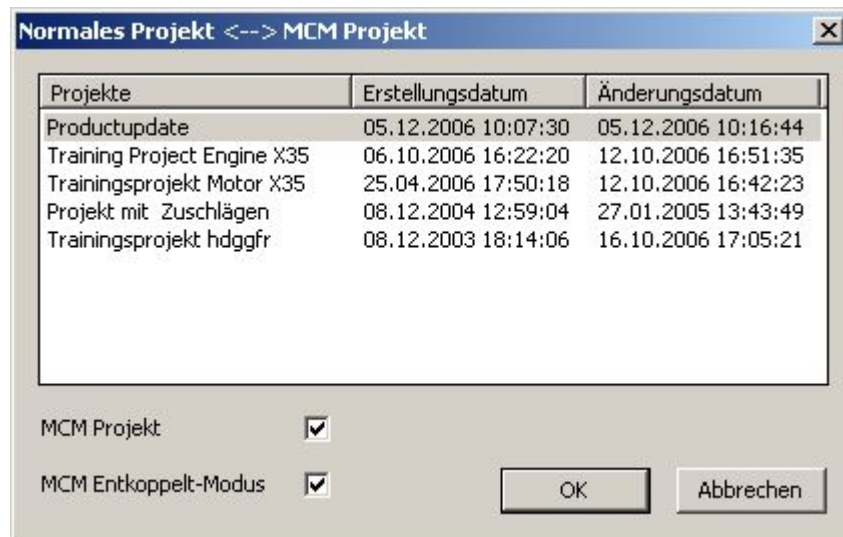 Normales Projekt <--> MCM Projekt
Projekte Erstellungsdatum Änderungsdatum
Productupdate 05.12.2006 10:07:30 05.12.2006 10:16:44
Training Project Engine X35 06.10.2006 16:22:20 12.10.2006 16:51:35
Trainingsprojekt Motor X35 25.04.2006 17:50:18 12.10.2006 16:42:23
Projekt mit Zuschlägen 08.12.2004 12:59:04 27.01.2005 13:43:49
Trainingsprojekt hdggfr 08.12.2003 18:14:06 16.10.2006 17:05:21
MCM Projekt
MCM Entkoppelt-Modus OK Abbrechen